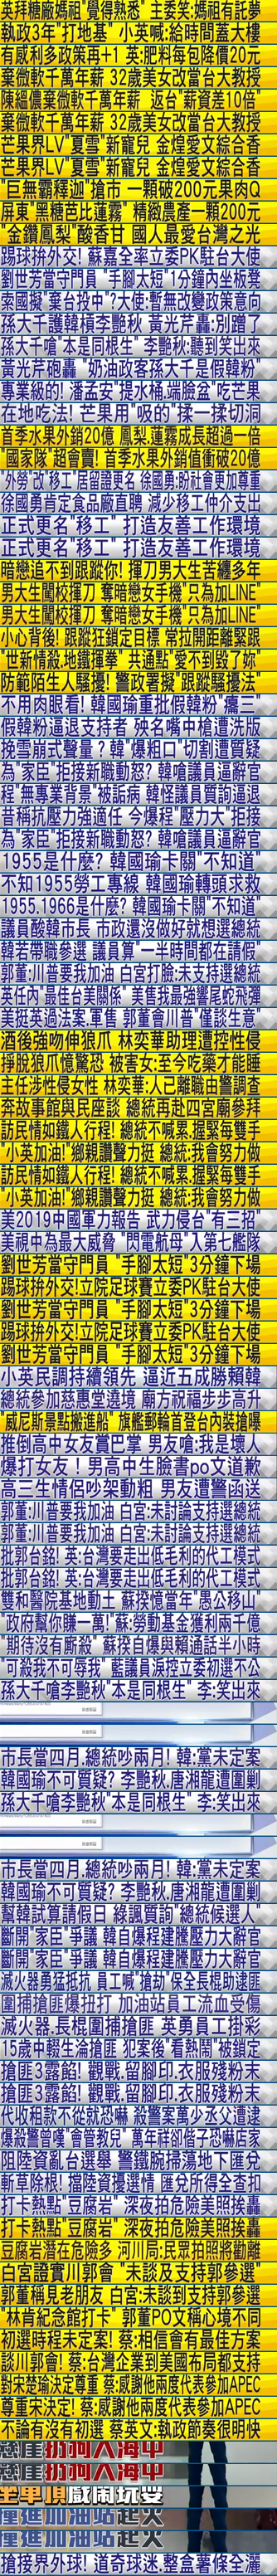 英拜糖廠媽祖"覺得熟悉" 主委笑:媽祖有託夢
執政3年"打地基" 小英喊:給時間蓋大樓
有感利多政策再+1 英:肥料每包降價20元
棄微軟千萬年薪 32歲美女改當台大教授
陳縕儂棄微軟千萬年薪 返台"薪資差10倍"
棄微軟千萬年薪 32歲美女改當台大教授
芒果界LV"夏雪"新寵兒 金煌愛文綜合香
芒果界LV"夏雪"新寵兒 金煌愛文綜合香
"巨無霸釋迦"搶市 一顆破200元果肉Q
屏東"黑糖芭比蓮霧" 精緻農產一顆200元
"金鑽鳳梨"酸香甘 國人最愛台灣之光
踢球拚外交! 蘇嘉全率立委PK駐台大使
劉世芳當守門員 "手腳太短"1分鐘內坐板凳
索國擬"棄台投中"?大使:暫無改變政策意向
孫大千護韓槓李艷秋 黃光芹轟:別蹭了
孫大千嗆"本是同根生" 李艷秋:聽到笑出來
黃光芹砲轟 "奶油政客孫大千是假韓粉"
專業級的! 潘孟安"提水桶.端臉盆"吃芒果
在地吃法! 芒果用"吸的"揉一揉切洞
首季水果外銷20億 鳳梨.蓮霧成長超過一倍
"國家隊"超會賣! 首季水果外銷值衝破20億
"外勞"改"移工"居留證更名 徐國勇:盼社會更加尊重
徐國勇肯定食品廠直聘 減少移工仲介支出
正式更名"移工" 打造友善工作環境
正式更名"移工" 打造友善工作環境
暗戀追不到跟蹤你! 揮刀男大生苦纏多年
男大生闖校揮刀 奪暗戀女手機"只為加LINE"
男大生闖校揮刀 奪暗戀女手機"只為加LINE"
小心背後! 跟蹤狂鎖定目標 常拉開距離緊跟
"世新情殺.地鐵揮拳" 共通點"愛不到毀了妳"
防範陌生人騷擾! 警政署擬"跟蹤騷擾法"
不用肉眼看! 韓國瑜重批假韓粉"癟三"
假韓粉逼退支持者 殃名嘴中槍遭洗版
挽雪崩式聲量? 韓"爆粗口"切割遭質疑
為"家臣"拒接新職動怒? 韓嗆議員逼辭官
程"無專業背景"被詬病 韓怪議員質詢逼退
昔稱抗壓力強適任 今爆程"壓力大"拒接
為"家臣"拒接新職動怒? 韓嗆議員逼辭官
1955是什麼? 韓國瑜卡關"不知道"
不知1955勞工專線 韓國瑜轉頭求救
1955.1966是什麼? 韓國瑜卡關"不知道"
議員酸韓市長 市政還沒做好就想選總統
韓若帶職參選 議員算"一半時間都在請假"
郭董:川普要我加油 白宮打臉:未支持選總統
英任內"最佳台美關係" 美售我最強響尾蛇飛彈
美挺英過法案.軍售 郭董會川普"僅談生意"
酒後強吻伸狼爪 林奕華助理遭控性侵
掙脫狼爪憶驚恐 被害女:至今吃藥才能睡
主任涉性侵女性 林奕華:人已離職由警調查
奔故事館與民座談 總統再赴四宮廟參拜
訪民情如鐵人行程! 總統不喊累.握緊每雙手
"小英加油!"鄉親讚聲力挺 總統:我會努力做
訪民情如鐵人行程! 總統不喊累.握緊每雙手
"小英加油!"鄉親讚聲力挺 總統:我會努力做
美2019中國軍力報告 武力侵台"有三招"
美視中為最大威脅 "閃電航母"入第七艦隊
劉世芳當守門員 "手腳太短"3分鐘下場
踢球拚外交!立院足球賽立委PK駐台大使
劉世芳當守門員 "手腳太短"3分鐘下場
踢球拚外交!立院足球賽立委PK駐台大使
劉世芳當守門員 "手腳太短"3分鐘下場
小英民調持續領先 逼近五成勝賴韓
總統參加慈惠堂遶境 廟方祝福步步高升
"威尼斯景點搬進船" 旗艦郵輪首登台內裝搶曝
推倒高中女友賞巴掌 男友嗆:我是壞人
爆打女友! 男高中生臉書po文道歉
高三生情侶吵架動粗 男友遭警函送
郭董:川普要我加油 白宮:未討論支持選總統
郭董:川普要我加油 白宮:未討論支持選總統
批郭台銘! 英:台灣要走出低毛利的代工模式
批郭台銘! 英:台灣要走出低毛利的代工模式
雙和醫院基地動土 蘇揆憶當年"愚公移山"
"政府幫你賺一萬!"蘇:勞動基金獲利兩千億
"期待沒有廝殺" 蘇揆自爆與賴通話半小時
"可殺我不可辱我" 藍議員淚控立委初選不公
孫大千嗆李艷秋"本是同根生" 李:笑出來
市長當四月.總統吵兩月! 韓:黨未定案
韓國瑜不可質疑? 李艷秋.唐湘龍遭圍剿
孫大千嗆李艷秋"本是同根生" 李:笑出來
市長當四月.總統吵兩月! 韓:黨未定案
韓國瑜不可質疑? 李艷秋.唐湘龍遭圍剿
幫韓試算請假日 綠諷質詢"總統候選人"
斷開"家臣"爭議 韓自爆程建騰壓力大辭官
斷開"家臣"爭議 韓自爆程建騰壓力大辭官
滅火器勇猛抵抗 員工喊"搶劫"保全長棍助逮匪
圍捕搶匪爆扭打 加油站員工流血受傷
滅火器.長棍圍捕搶匪 英勇員工掛彩
15歲中輟生淪搶匪 犯案後"看熱鬧"被鎖定
搶匪3露餡! 觀戰.留腳印.衣服殘粉末
搶匪3露餡! 觀戰.留腳印.衣服殘粉末
代收租款不從就恐嚇 殺警案萬少丞父遭逮
爆殺警曾嘆"會管教兒" 萬年祥卻偕子恐嚇店家
阻陸資亂台選舉 警鐵腕掃蕩地下匯兌
斬草除根! 擋陸資擾選情 匯兌所得全查扣
打卡熱點"豆腐岩" 深夜拍危險美照挨轟
打卡熱點"豆腐岩" 深夜拍危險美照挨轟
豆腐岩潛在危險多 河川局:民眾拍照將勸離
白宮證實川郭會 "未談及支持郭參選"
郭董稱見老朋友 白宮:未談到支持郭參選
"林肯紀念館打卡" 郭董PO文稱心境不同
初選時程未定案! 蔡:相信會有最佳方案
談川郭會! 蔡:台灣企業到美國布局都支持
對宋楚瑜決定尊重 蔡:感謝他兩度代表參加APEC
尊重宋決定! 蔡:感謝他兩度代表參加APEC
不論有沒有初選 蔡英文:執政節奏很明快
惡崖扔狗入海中
惡崖扔狗入海中
坐車頂嬉鬧玩耍
撞進加油站起火
撞進加油站起火
搶接界外球! 道奇球迷.整盒薯條全灑